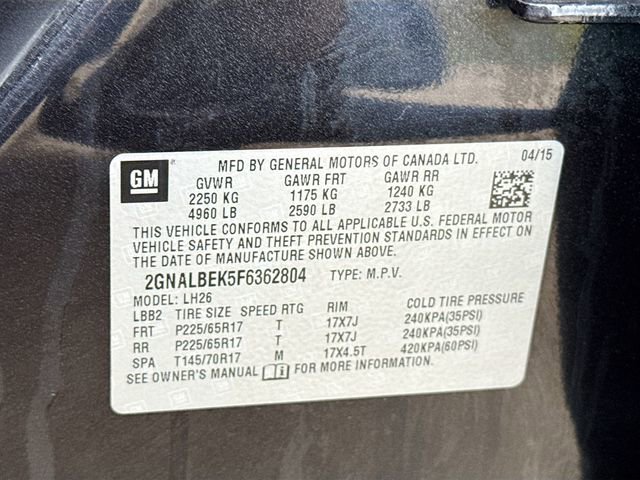 GM MFD BY GENERAL MOTORS OF CANADA LTD. 04/15
GVWR GAWR FRT GAWR RR
2250 KG 1175 KG 1240 KG
4960 LB 2590 LB 2733 LB
THIS VEHICLE CONFORMS TO ALL APPLICABLE U.S. FEDERAL MOTOR
VEHICLE SAFETY AND THEFT PREVENTION STANDARDS IN EFFECT ON
THE DATE OF MANUFACTURE SHOWN ABOVE.
2GNALBEK5F6362804 TYPE: M.P.V.
MODEL: LH26
LBB2 TIRE SIZE SPEED RTG RIM COLD TIRE PRESSURE
FRT P225/65R17 T 17X7J 240KPA(35PSI)
RR P225/65R17 T 17X7J 240KPA(35PSI)
SPA T145/70R17 M 17X4.5T 420KPA(60PSI)
SEE OWNER'S MANUAL FOR MORE INFORMATION.